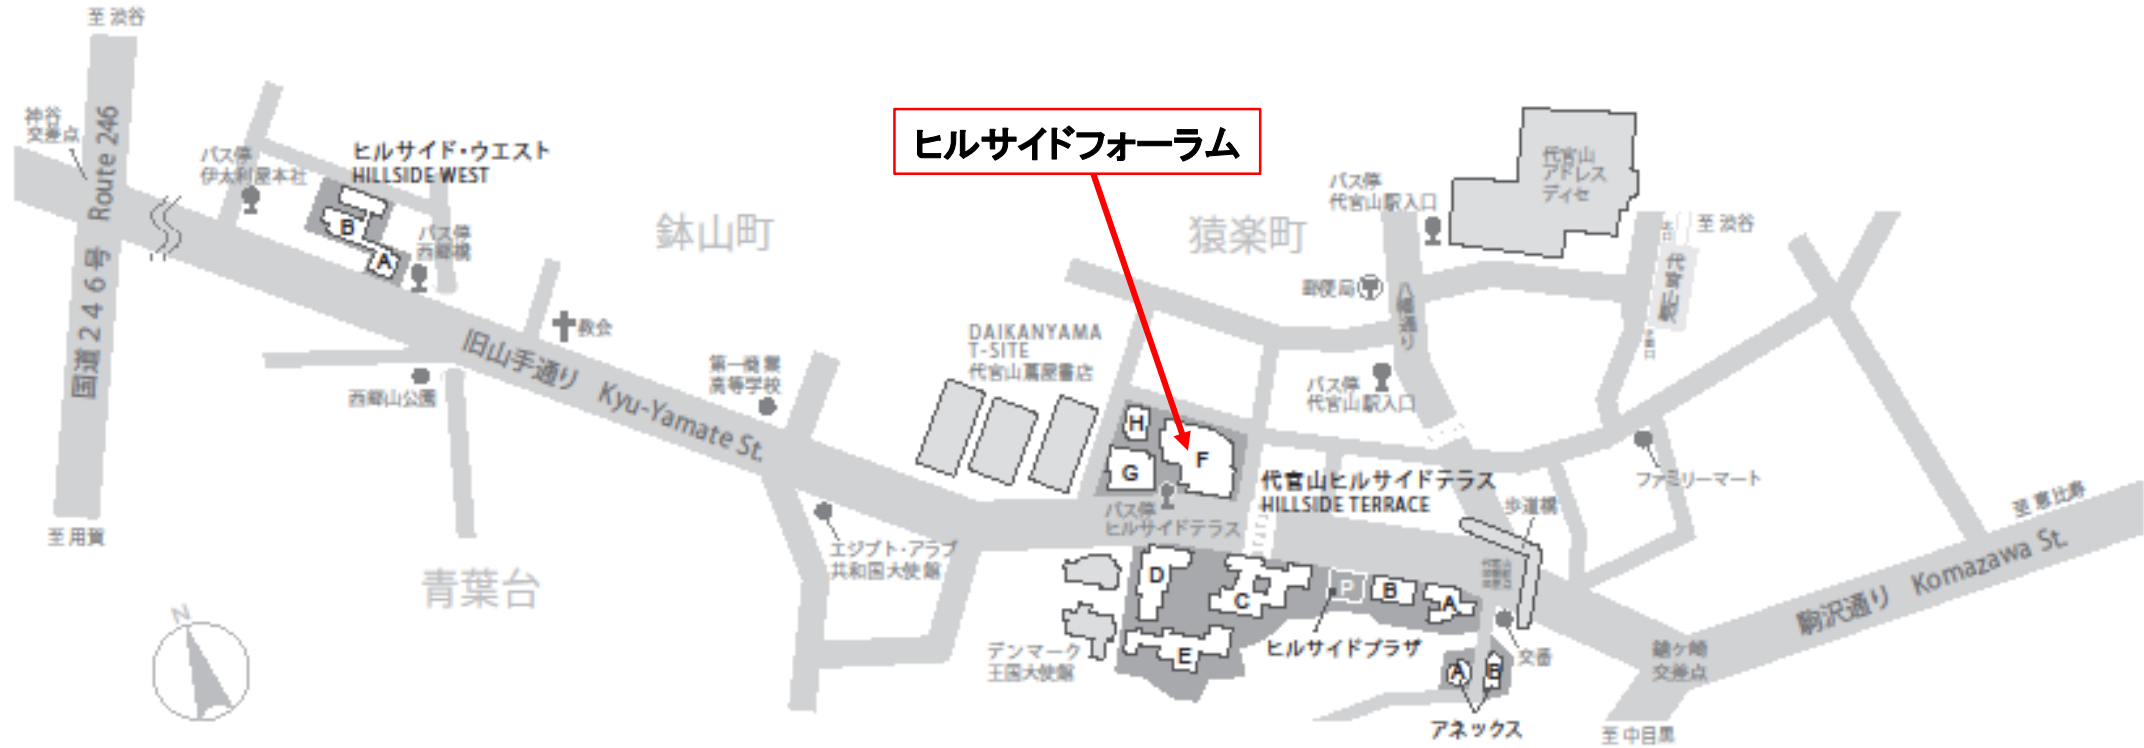 至 渋谷
神谷
交差点
国道246号 Route 246
至 用賀
バス停
伊太利屋本社
ヒルサイド・ウエスト
HILLSIDE WEST
B
A
バス停
西郷橋
教会
西郷山公園
旧山手通り Kyu-Yamate St.
第一商業
高等学校
鉢山町
青葉台
N
エジプト・アラブ
共和国大使館
DAIKANYAMA
T-SITE
代官山蔦屋書店
ヒルサイドフォーラム
猿楽町
H
G
F
バス停
ヒルサイドテラス
代官山ヒルサイドテラス
HILLSIDE TERRACE
D
C
E
P
B
A
デンマーク
王国大使館
ヒルサイドプラザ
A
B
アネックス
交番
歩道橋
バス停
代官山駅入口
郵便局
八幡通り
バス停
代官山駅入口
代官山
アドレス
ディセ
至 渋谷
ファミリーマート
至 恵比寿
駒沢通り Komazawa St.
鎗ケ崎
交差点
至 中目黒